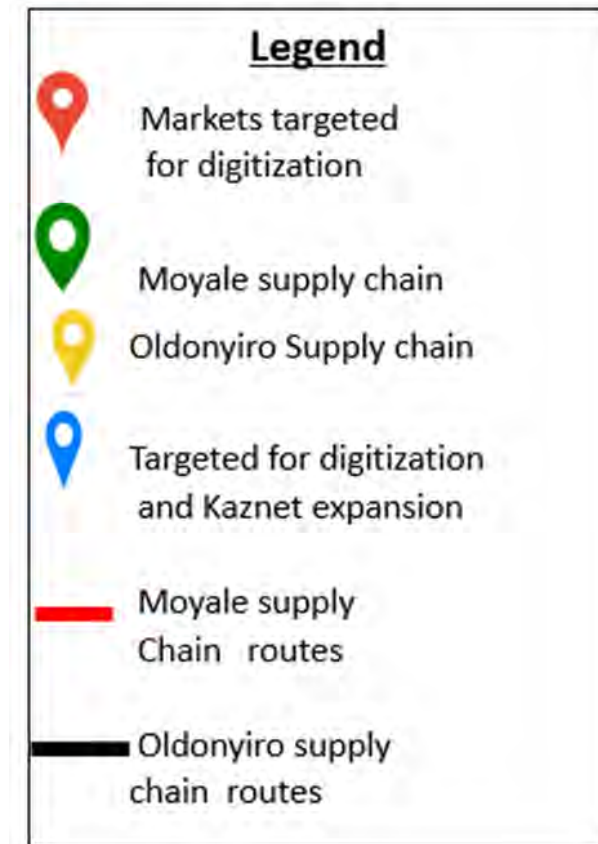 Legend
Markets targeted
for digitization
Moyale supply chain
Oldonyiro Supply chain
Targeted for digitization
and Kaznet expansion
Moyale supply
Chain routes
Oldonyiro supply
chain routes